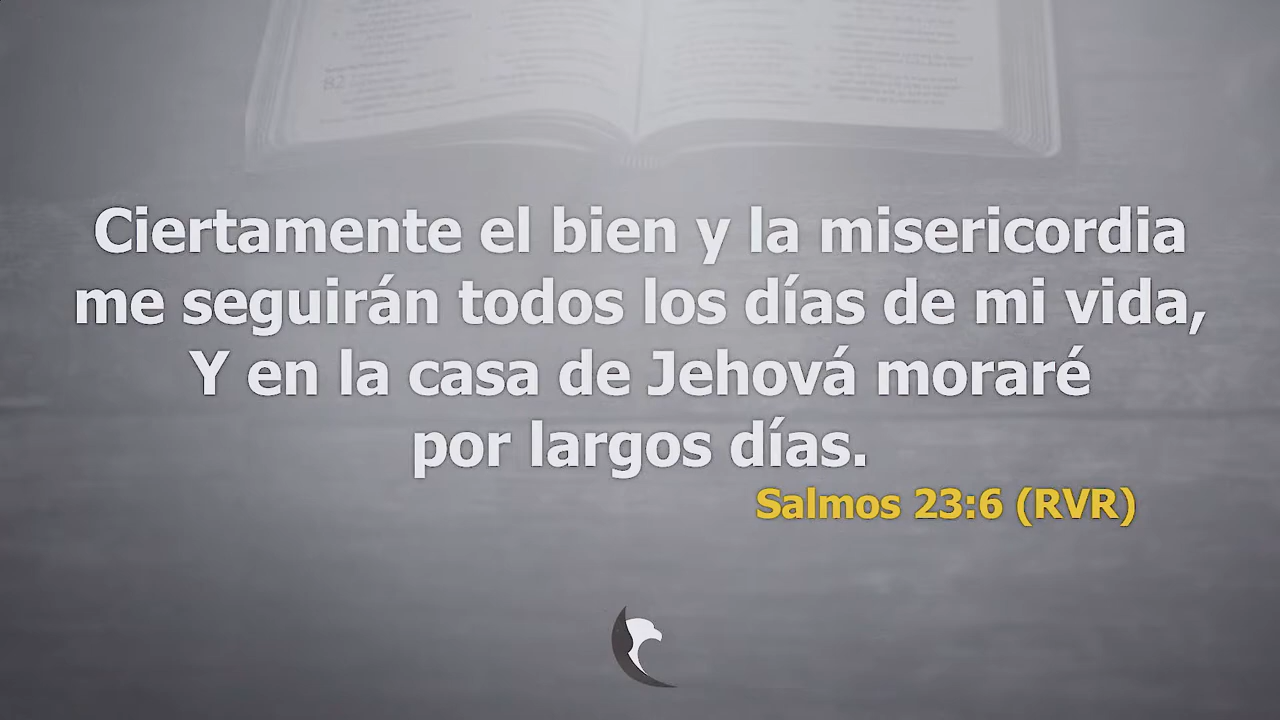 Ciertamente el bien y la misericordia
me seguirán todos los días de mi vida,
Y en la casa de Jehová moraré
por largos días.
Salmos 23:6 (RVR)